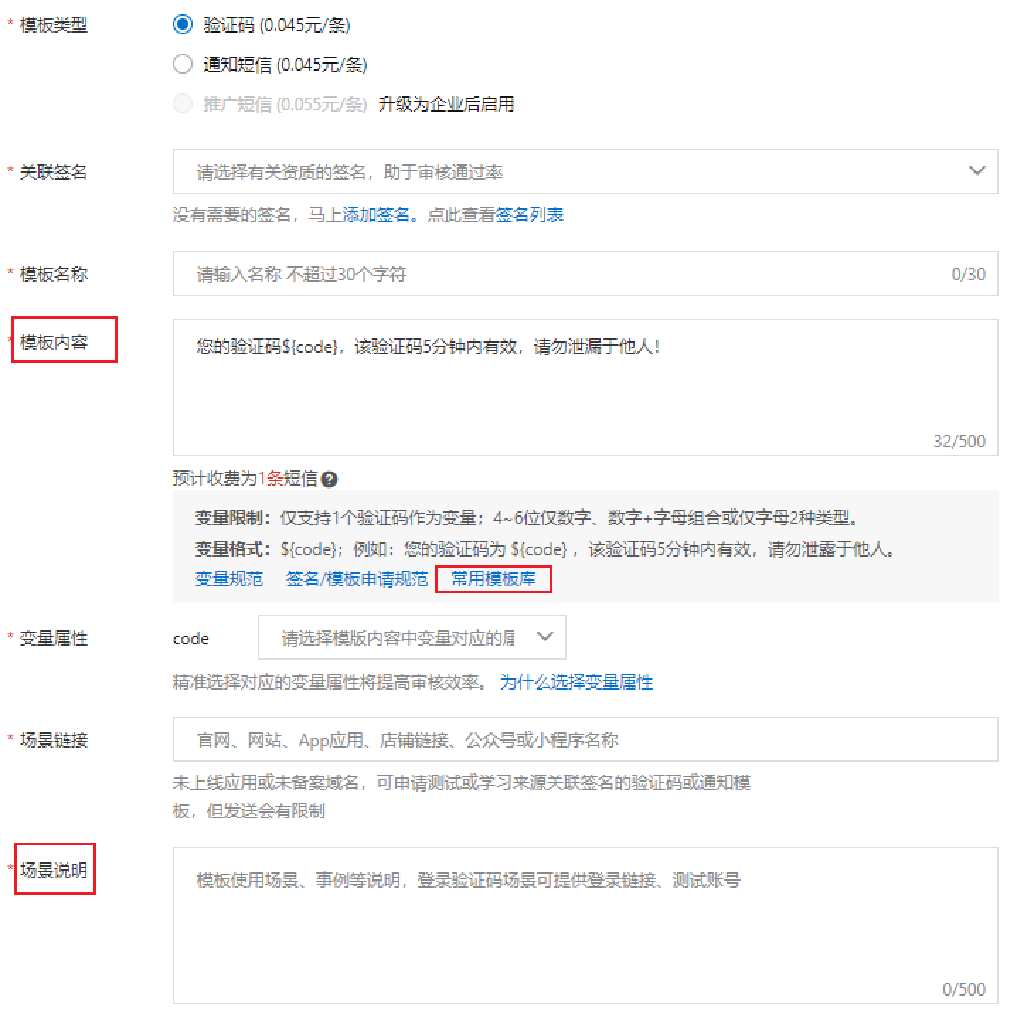 * 模板类型
验证码 (0.045元/条)
通知短信 (0.045元/条)
推广短信 (0.055元/条) 升级为企业后启用
* 关联签名
请选择有关资质的签名，助于审核通过率
没有需要的签名，马上添加签名。点此查看签名列表
* 模板名称
请输入名称 不超过30个字符 0/30
* 模板内容
您的验证码${code}，该验证码5分钟内有效，请勿泄漏于他人！
32/500
预计收费为1条短信?
变量限制：仅支持1个验证码作为变量；4~6位仅数字、数字+字母组合或仅字母2种类型。
变量格式：${code}；例如：您的验证码为 ${code} ，该验证码5分钟内有效，请勿泄露于他人。
变量规范 签名/模板申请规范 常用模板库
* 变量属性 code 请选择模版内容中变量对应的属
精准选择对应的变量属性将提高审核效率。 为什么选择变量属性
* 场景链接
官网、网站、App应用、店铺链接、公众号或小程序名称
未上线应用或未备案域名，可申请测试或学习来源关联签名的验证码或通知模
板，但发送会有限制
* 场景说明
模板使用场景、事例等说明，登录验证码场景可提供登录链接、测试账号
0/500